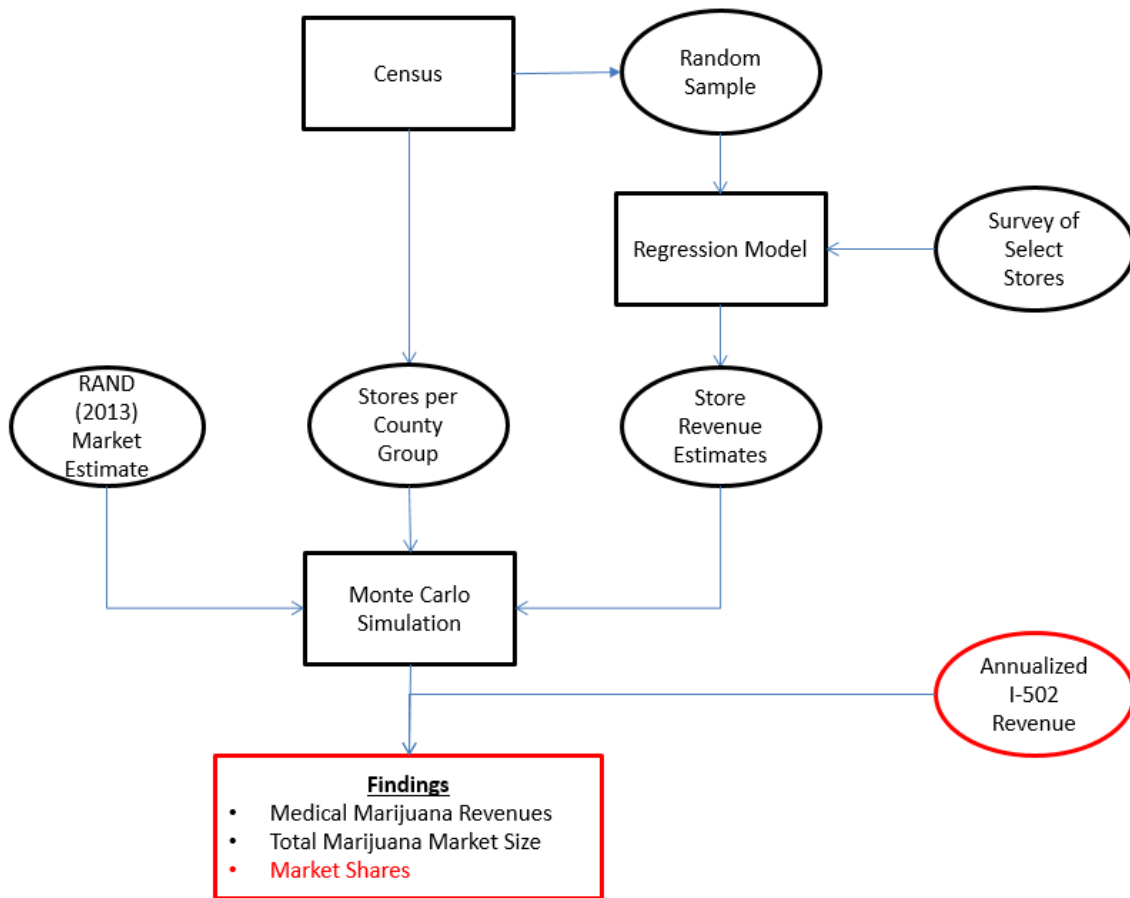 Census
Random
Sample
Regression Model
Survey of
Select
Stores
RAND
(2013)
Market
Estimate
Stores per
County
Group
Store
Revenue
Estimates
Monte Carlo
Simulation
Annualized
I-502
Revenue
Findings
• Medical Marijuana Revenues
• Total Marijuana Market Size
• Market Shares